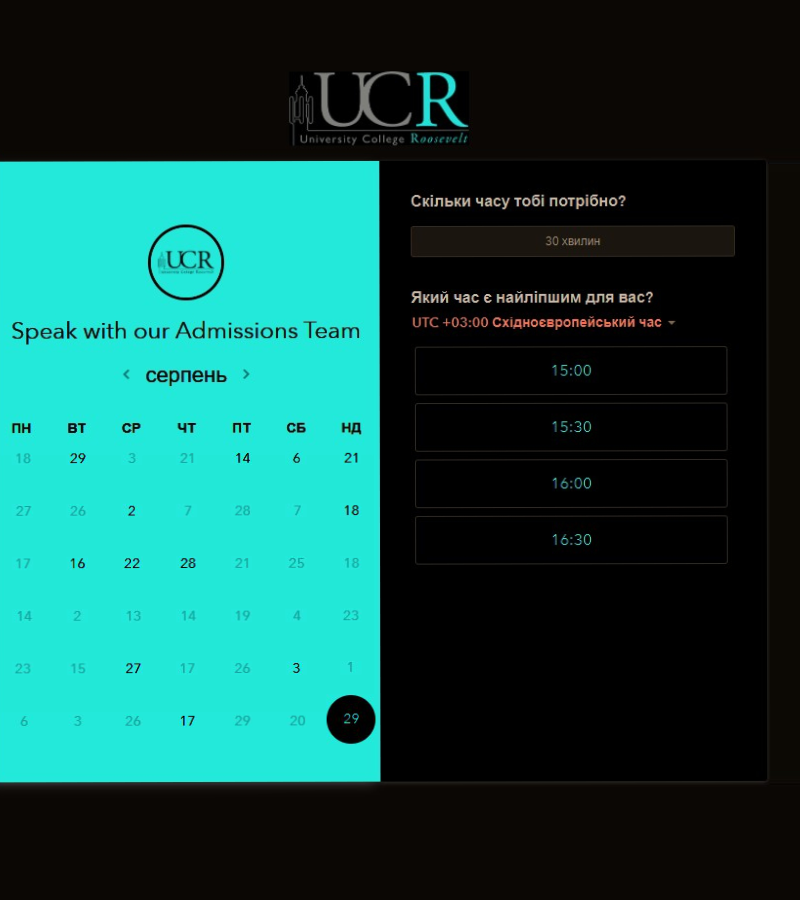 UCR
University College Roosevelt
UCR
University College Roosevelt
Speak with our Admissions Team
серпень
ПН ВТ СР ЧТ ПТ СБ НД
18 29 3 21 14 6 21
27 26 2 7 28 7 18
17 16 22 28 21 25 18
14 2 13 14 19 4 23
23 15 27 17 26 3 1
6 3 26 17 29 20 29
Скільки часу тобі потрібно?
30 хвилин
Який час є найліпшим для вас?
UTC +03:00 Східноєвропейський час
15:00
15:30
16:00
16:30